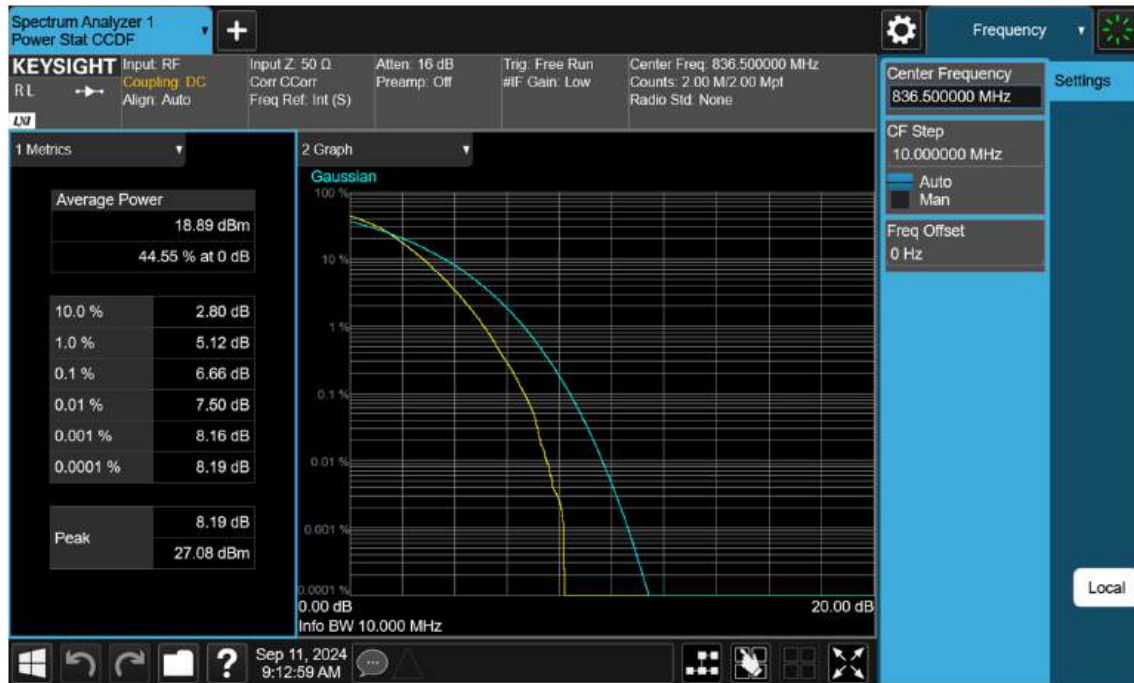 Spectrum Analyzer 1
Power Stat CCDF
Frequency
KEYSIGHT
RL
LXI
Input: RF
Coupling: DC
Align: Auto
Input Z: 50 Ω
Corr CCorr
Freq Ref: Int (S)
Atten: 16 dB
Preamp: Off
Trig: Free Run
#IF Gain: Low
Center Freq: 836.500000 MHz
Counts: 2.00 M/2.00 Mpt
Radio Std: None
Center Frequency
836.500000 MHz
Settings
CF Step
10.000000 MHz
Auto
Man
Freq Offset
0 Hz
Local
1 Metrics
Average Power
18.89 dBm
44.55 % at 0 dB
10.0 % 2.80 dB
1.0 % 5.12 dB
0.1 % 6.66 dB
0.01 % 7.50 dB
0.001 % 8.16 dB
0.0001 % 8.19 dB
Peak
8.19 dB
27.08 dBm
2 Graph
Gaussian
100 %
10 %
1 %
0.1 %
0.01 %
0.001 %
0.0001 %
0.00 dB 20.00 dB
Info BW 10.000 MHz
?
Sep 11, 2024
9:12:59 AM